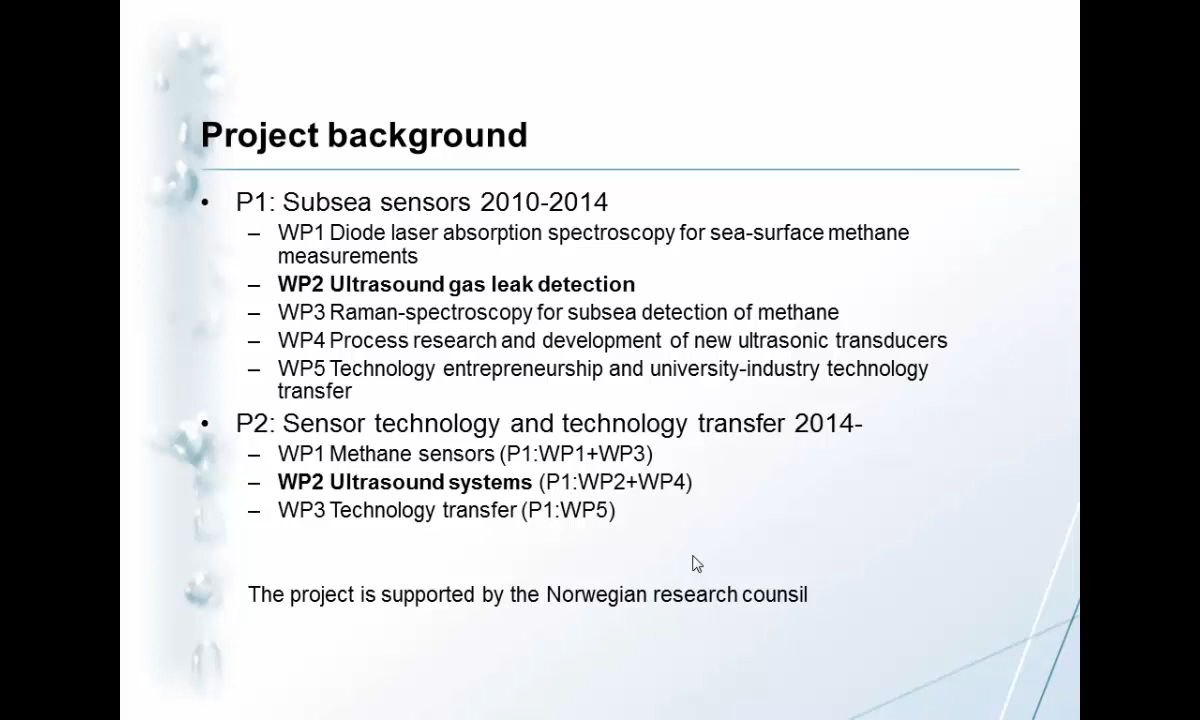 Project background
• P1: Subsea sensors 2010-2014
– WP1 Diode laser absorption spectroscopy for sea-surface methane
measurements
– WP2 Ultrasound gas leak detection
– WP3 Raman-spectroscopy for subsea detection of methane
– WP4 Process research and development of new ultrasonic transducers
– WP5 Technology entrepreneurship and university-industry technology
transfer
• P2: Sensor technology and technology transfer 2014-
– WP1 Methane sensors (P1:WP1+WP3)
– WP2 Ultrasound systems (P1:WP2+WP4)
– WP3 Technology transfer (P1:WP5)
The project is supported by the Norwegian research counsil